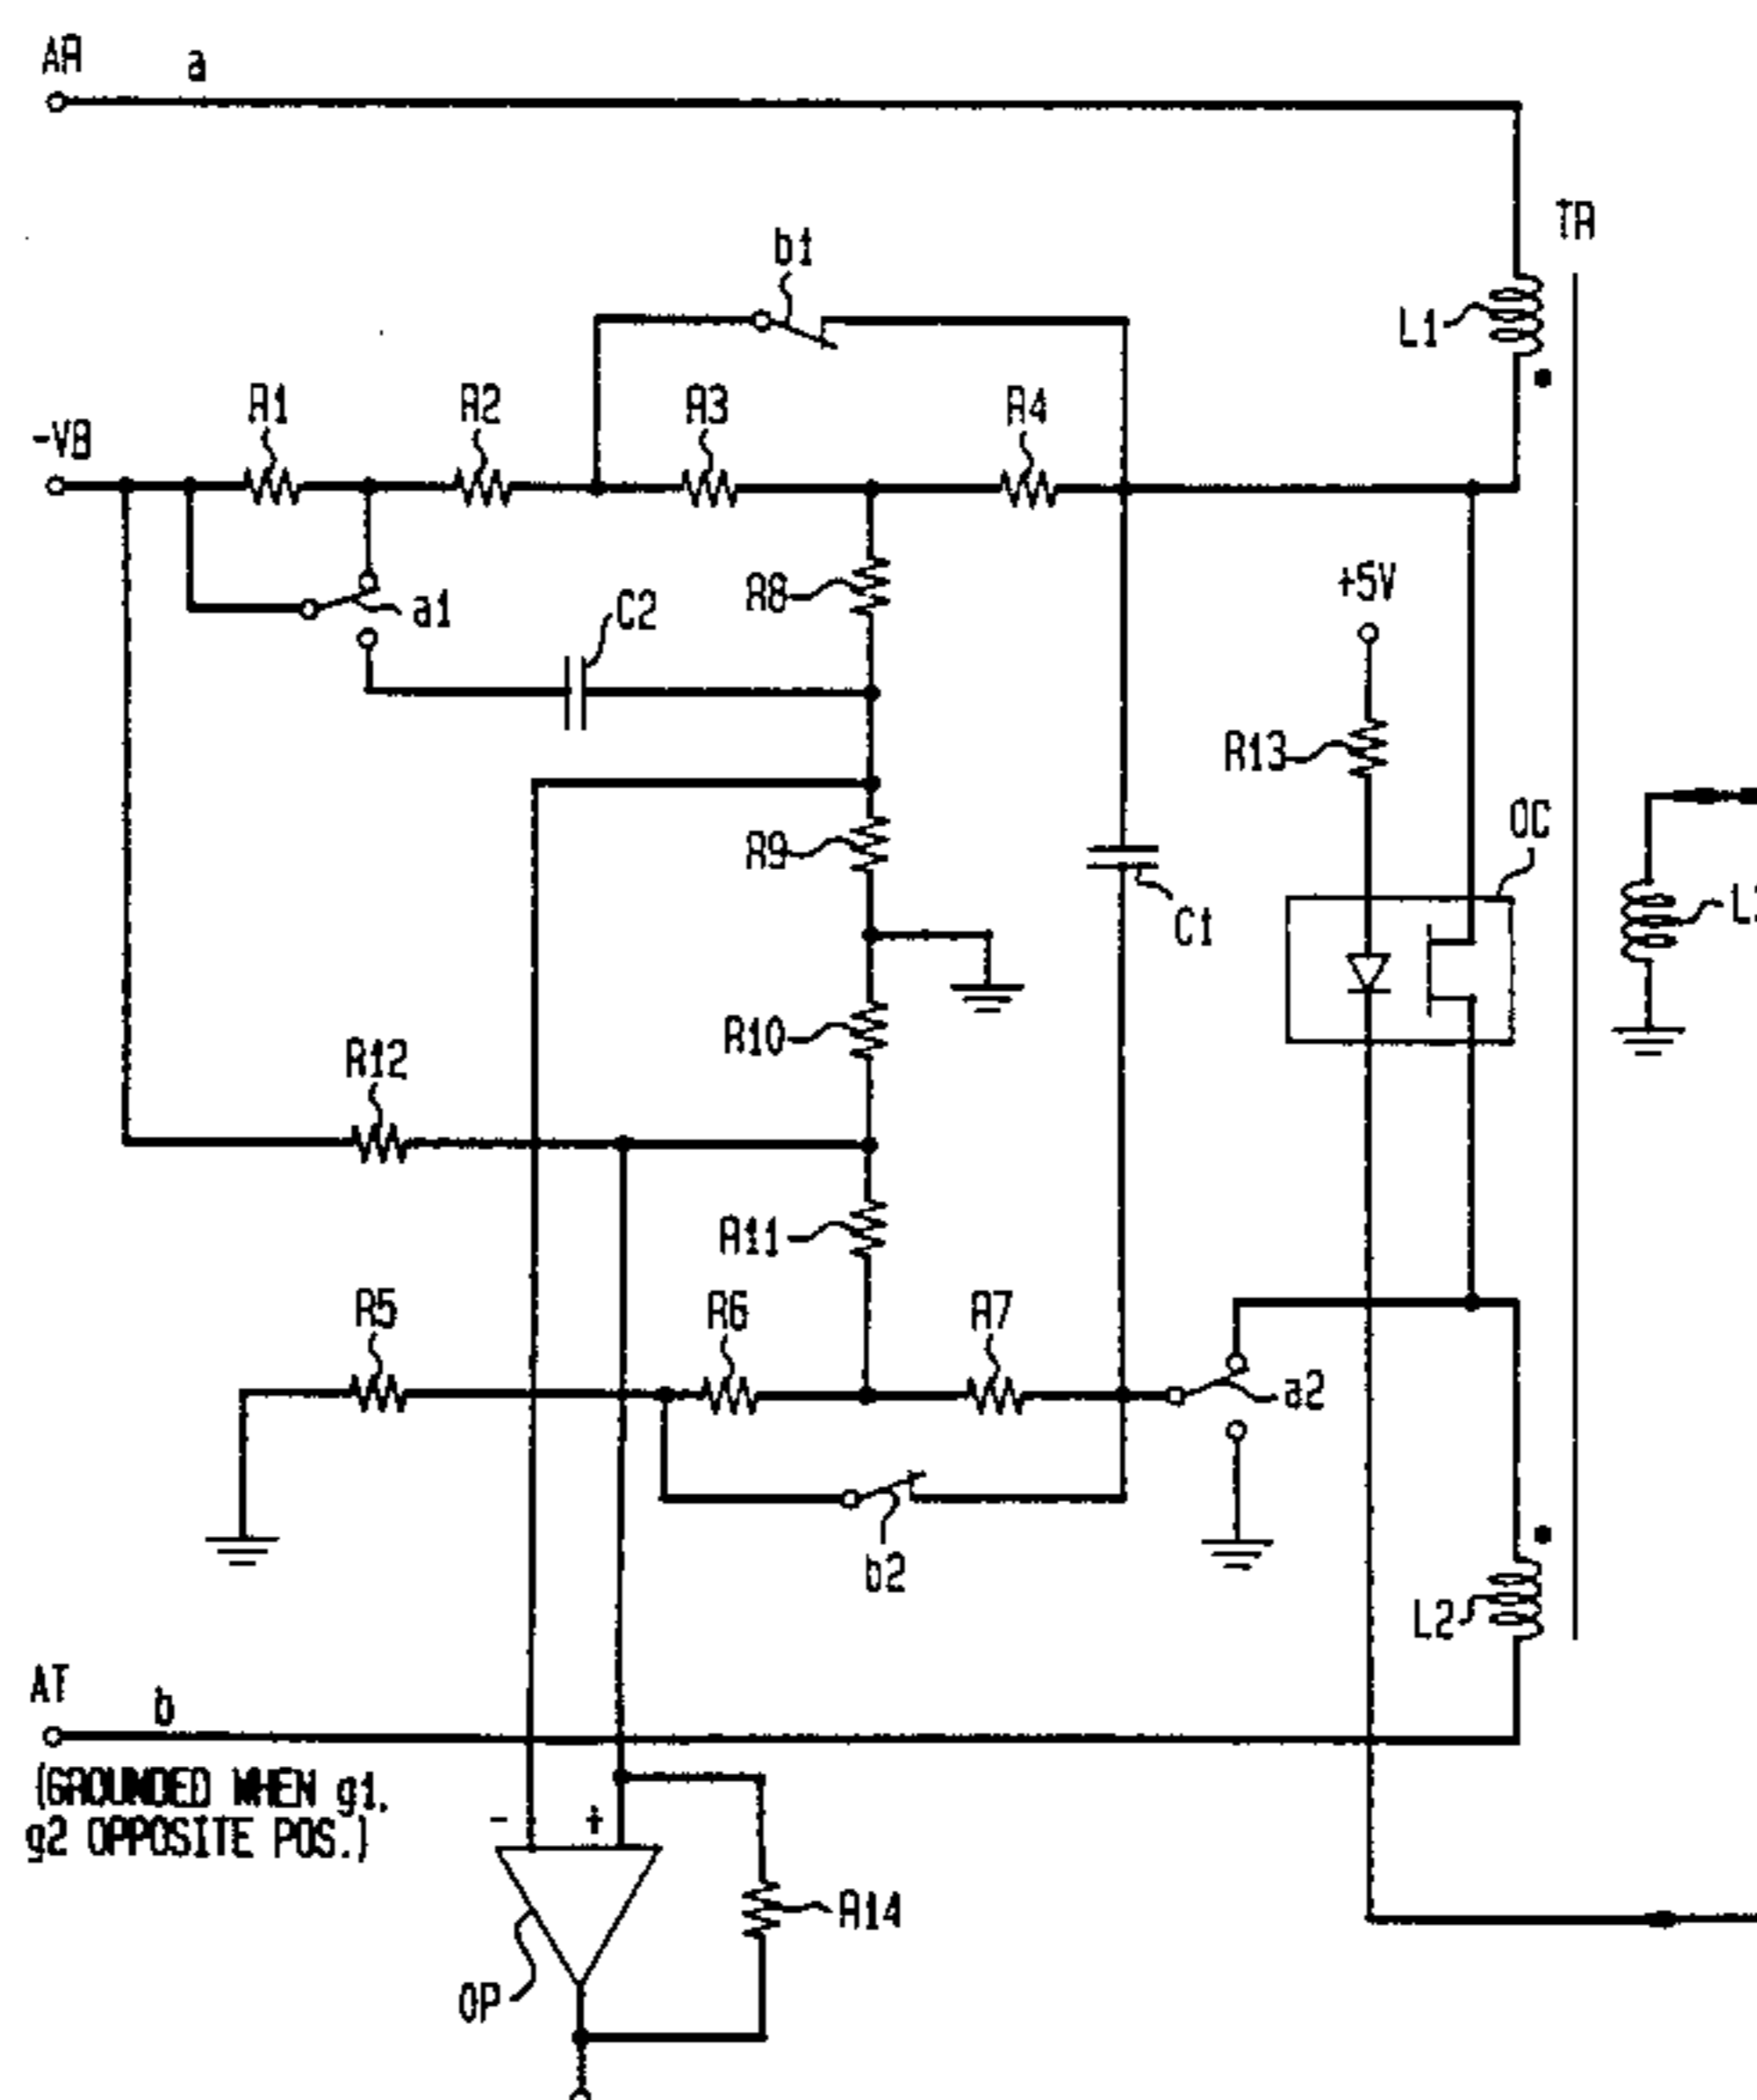 AR a
TR
b1
L1
R1 R2 R3 R4
-VB
+5V
R8
a1 C2
R13
OC
R9
C1
R10
R12
R11
R5 R6 R7
a2
b2
L2
AT b
(GROUNDED WHEN g1,
g2 OPPOSITE POS.)
- +
R14
OP